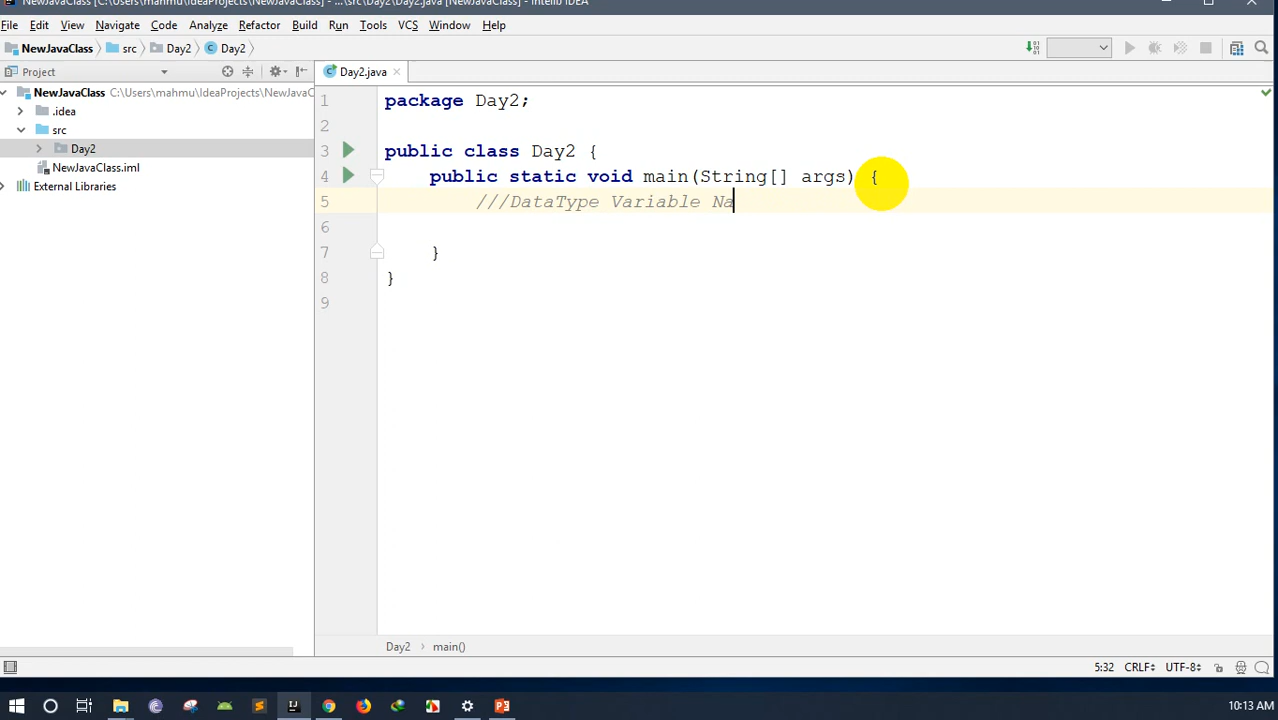 NewJavaClass [C:\Users\mahmu\IdeaProjects\NewJavaClass] - ...\src\Day2\Day2.java [NewJavaClass] - IntelliJ IDEA
File Edit View Navigate Code Analyze Refactor Build Run Tools VCS Window Help
NewJavaClass src Day2 Day2
Project
Day2.java
NewJavaClass C:\Users\mahmu\IdeaProjects\NewJavaC
.idea
src
Day2
NewJavaClass.iml
External Libraries
1 package Day2;
2
3 public class Day2 {
4 public static void main(String[] args) {
5 ///DataType Variable Na
6
7 }
8 }
9
Day2 main()
5:32 CRLF UTF-8
10:13 AM